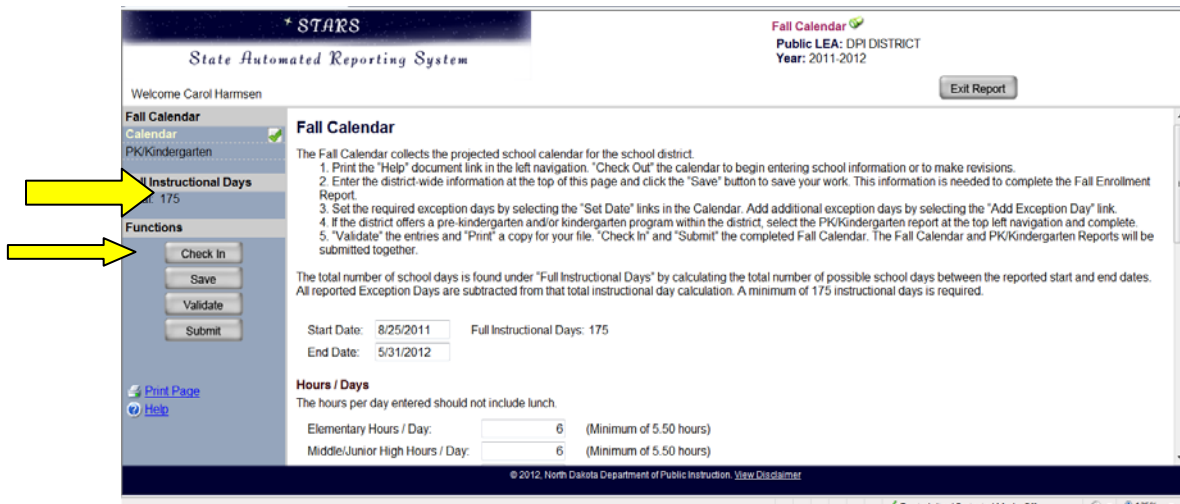 STARS
State Automated Reporting System
Welcome Carol Harmsen
Fall Calendar
Public LEA: DPI DISTRICT
Year: 2011-2012
Exit Report
Fall Calendar
Calendar
PK/Kindergarten
Instructional Days
175
Functions
Check In
Save
Validate
Submit
Print Page
Help
Fall Calendar
The Fall Calendar collects the projected school calendar for the school district.
1. Print the "Help" document link in the left navigation. "Check Out" the calendar to begin entering school information or to make revisions.
2. Enter the district-wide information at the top of this page and click the "Save" button to save your work. This information is needed to complete the Fall Enrollment
Report.
3. Set the required exception days by selecting the "Set Date" links in the Calendar. Add additional exception days by selecting the "Add Exception Day" link.
4. If the district offers a pre-kindergarten and/or kindergarten program within the district, select the PK/Kindergarten report at the top left navigation and complete.
5. "Validate" the entries and "Print" a copy for your file. "Check In" and "Submit" the completed Fall Calendar. The Fall Calendar and PK/Kindergarten Reports will be
submitted together.
The total number of school days is found under "Full Instructional Days" by calculating the total number of possible school days between the reported start and end dates.
All reported Exception Days are subtracted from that total instructional day calculation. A minimum of 175 instructional days is required.
Start Date: 8/25/2011 Full Instructional Days: 175
End Date: 5/31/2012
Hours / Days
The hours per day entered should not include lunch.
Elementary Hours / Day: 6 (Minimum of 5.50 hours)
Middle/Junior High Hours / Day: 6 (Minimum of 5.50 hours)
© 2012, North Dakota Department of Public Instruction. View Disclaimer